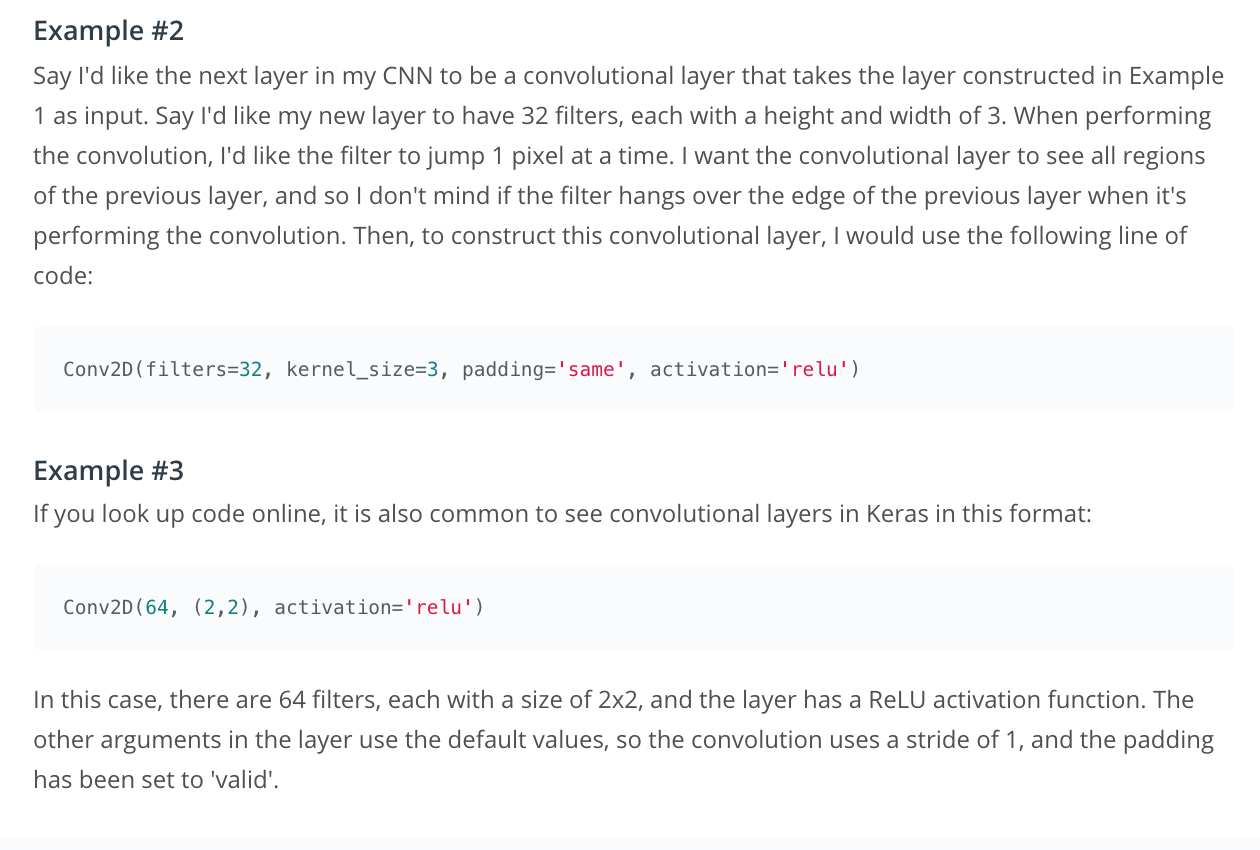 Example #2
Say I'd like the next layer in my CNN to be a convolutional layer that takes the layer constructed in Example
1 as input. Say I'd like my new layer to have 32 filters, each with a height and width of 3. When performing
the convolution, I'd like the filter to jump 1 pixel at a time. I want the convolutional layer to see all regions
of the previous layer, and so I don't mind if the filter hangs over the edge of the previous layer when it's
performing the convolution. Then, to construct this convolutional layer, I would use the following line of
code:
Conv2D(filters=32, kernel_size=3, padding='same', activation='relu')
Example #3
If you look up code online, it is also common to see convolutional layers in Keras in this format:
Conv2D(64, (2,2), activation='relu')
In this case, there are 64 filters, each with a size of 2x2, and the layer has a ReLU activation function. The
other arguments in the layer use the default values, so the convolution uses a stride of 1, and the padding
has been set to 'valid'.